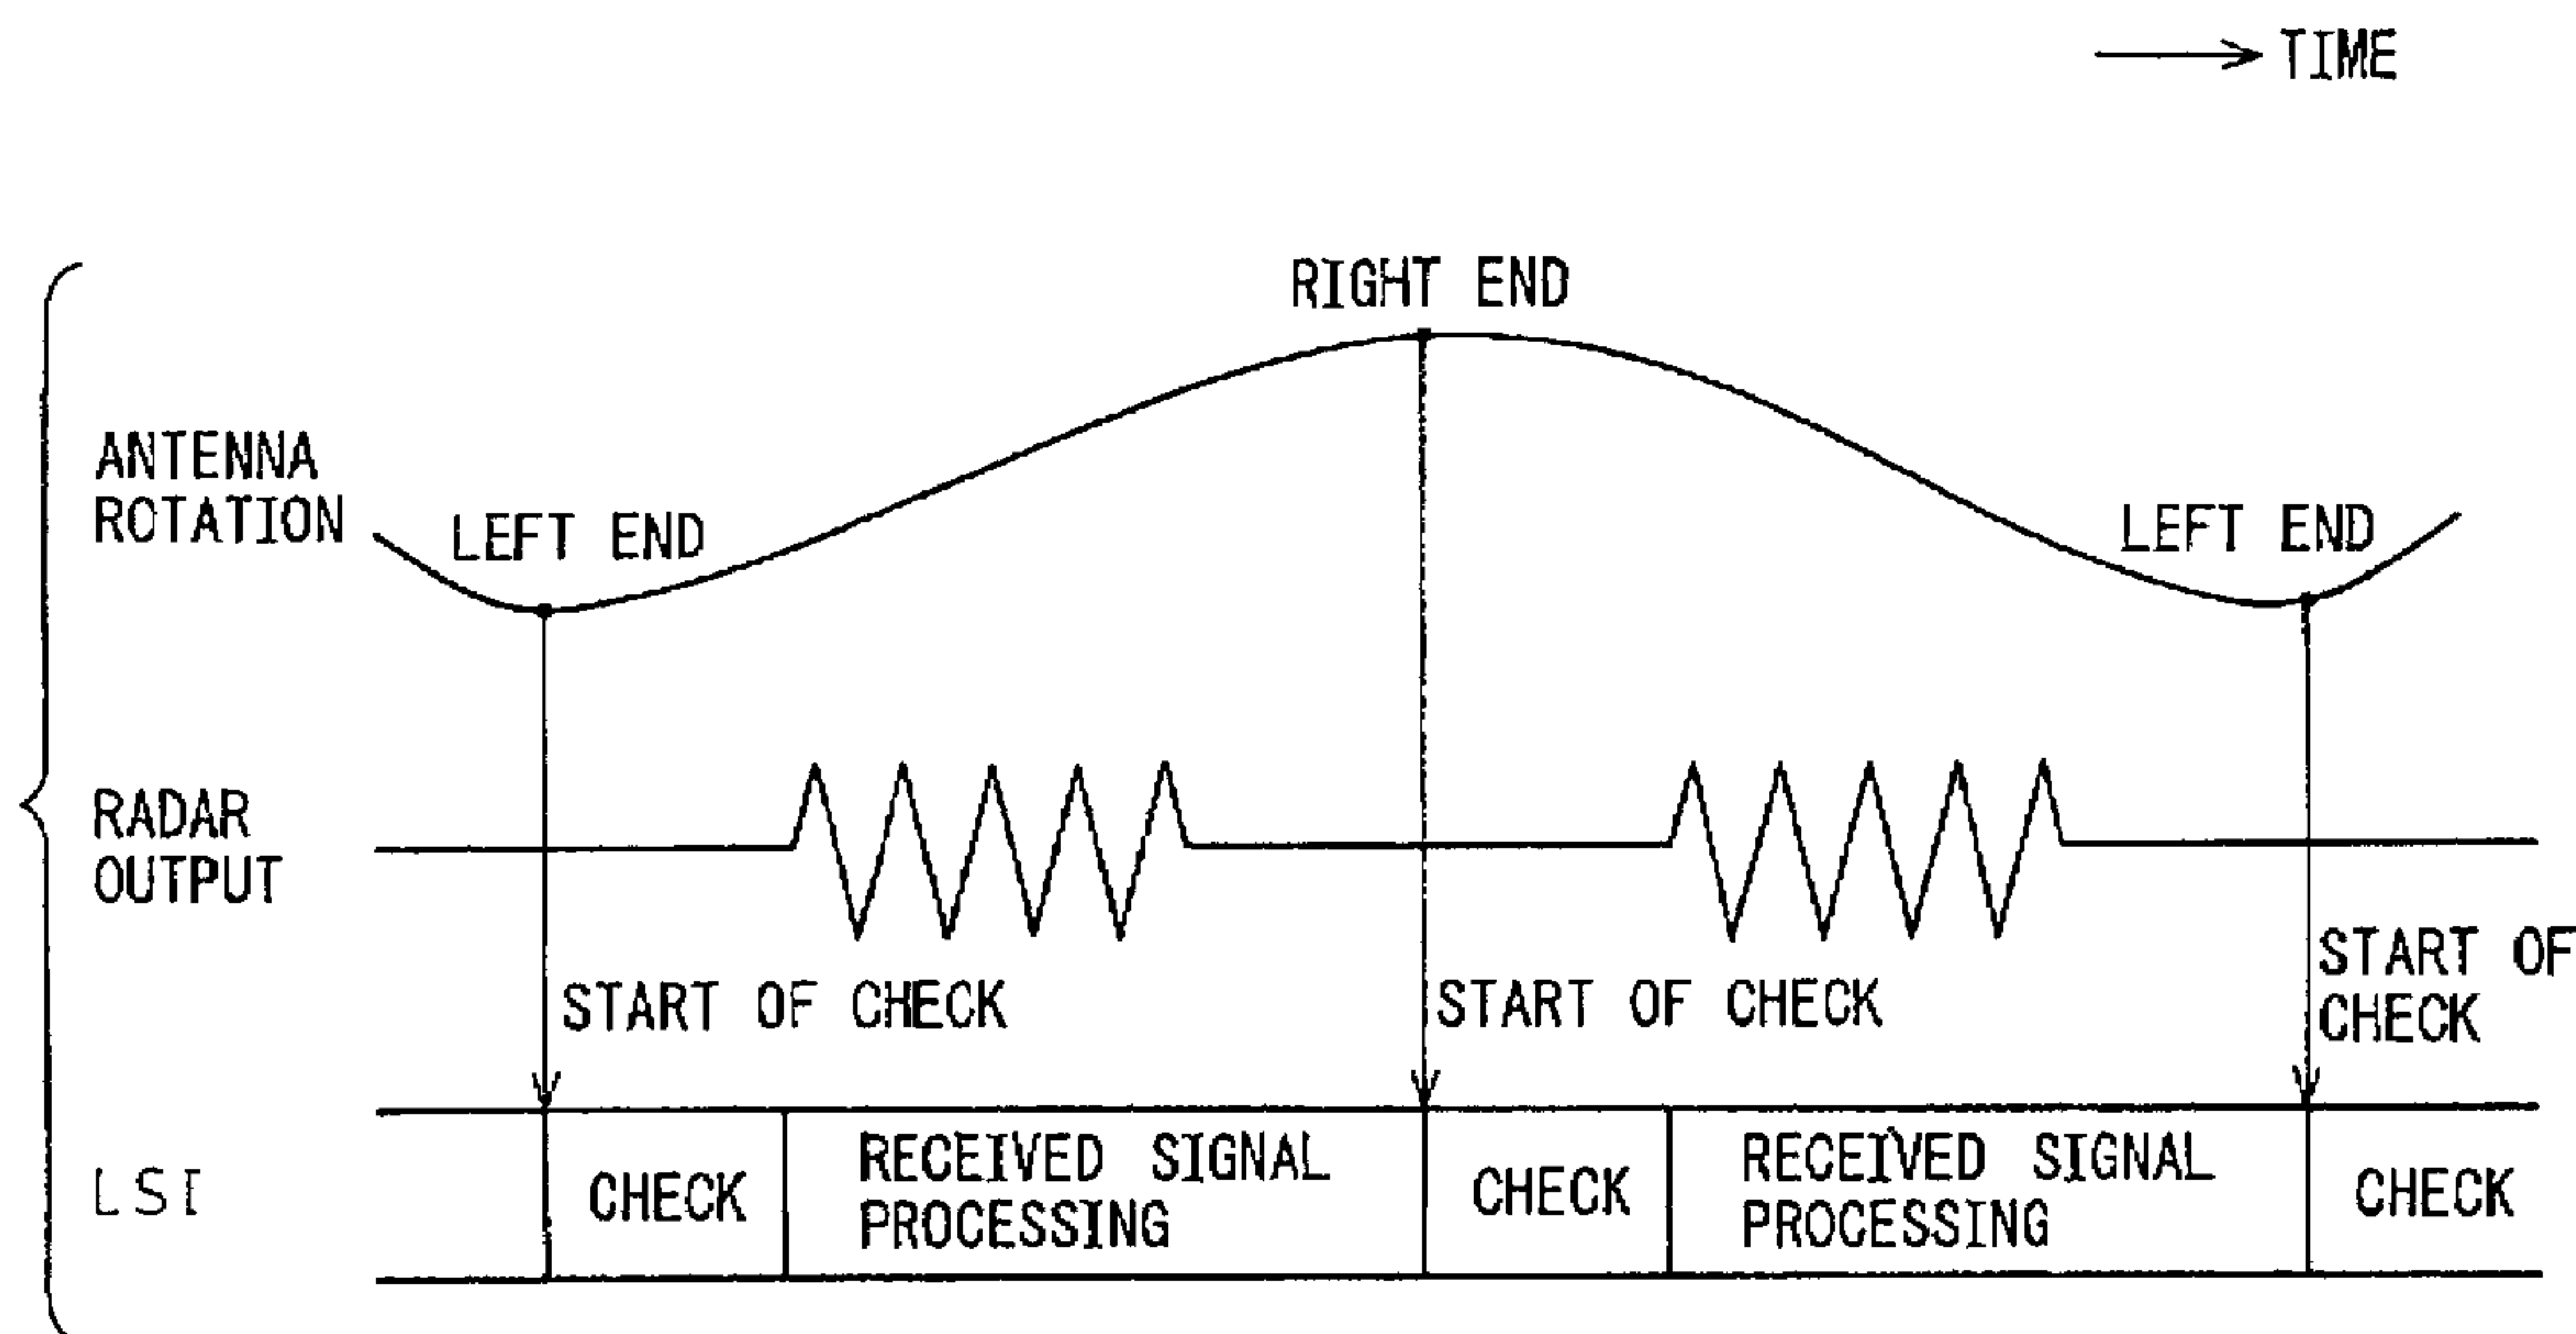 TIME
RIGHT END
ANTENNA
ROTATION
LEFT END
LEFT END
RADAR
OUTPUT
START OF CHECK
START OF CHECK
START OF
CHECK
LSI
CHECK
RECEIVED SIGNAL
PROCESSING
CHECK
RECEIVED SIGNAL
PROCESSING
CHECK